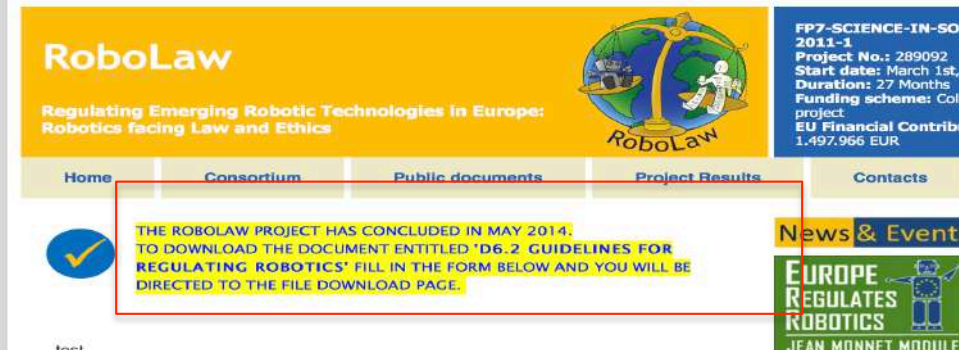 RoboLaw
Regulating Emerging Robotic Technologies in Europe:
Robotics facing Law and Ethics
RoboLaw
FP7-SCIENCE-IN-SO
2011-1
Project No.: 289092
Start date: March 1st,
Duration: 27 Months
Funding scheme: Col
project
EU Financial Contrib
1.497.966 EUR
Home Consortium Public documents Project Results Contacts
THE ROBOLAW PROJECT HAS CONCLUDED IN MAY 2014.
TO DOWNLOAD THE DOCUMENT ENTITLED 'D6.2 GUIDELINES FOR
REGULATING ROBOTICS' FILL IN THE FORM BELOW AND YOU WILL BE
DIRECTED TO THE FILE DOWNLOAD PAGE.
News & Event
EUROPE
REGULATES
ROBOTICS
JEAN MONNET MODULE
test